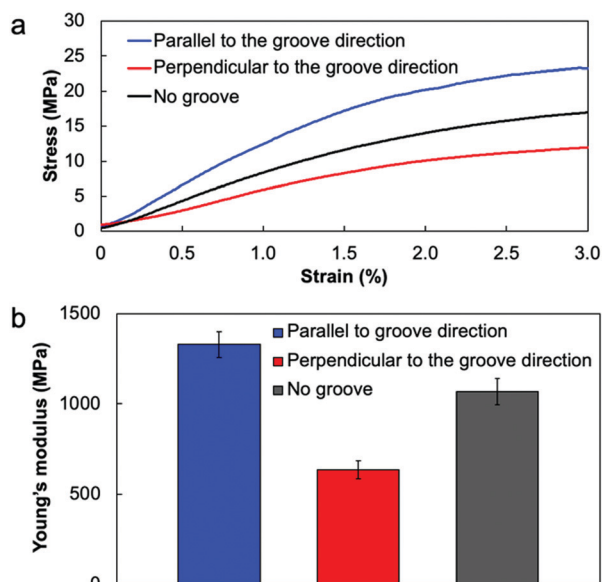 a
30
25
20
15
10
5
0
Stress (MPa)
Parallel to the groove direction
Perpendicular to the groove direction
No groove
0 0.5 1.0 1.5 2.0 2.5 3.0
Strain (%)
b
1500
1000
500
0
Young's modulus (MPa)
Parallel to groove direction
Perpendicular to the groove direction
No groove